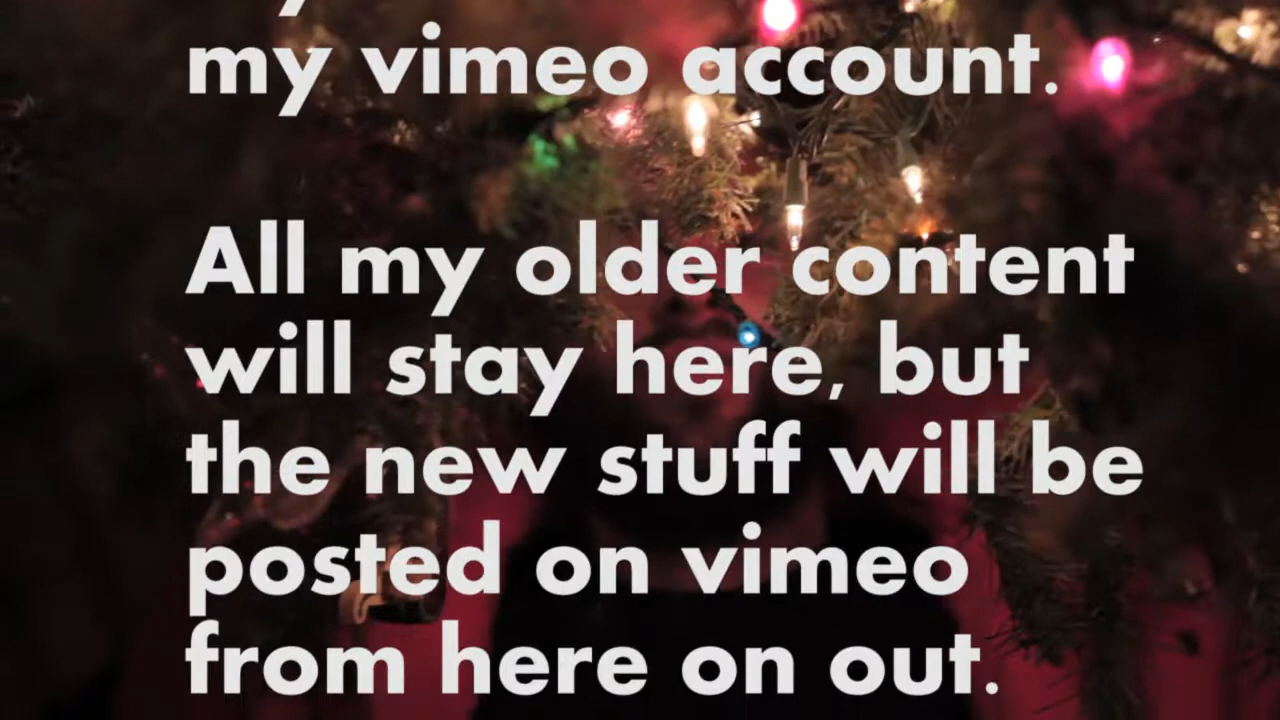 my vimeo account.
All my older content
will stay here, but
the new stuff will be
posted on vimeo
from here on out.